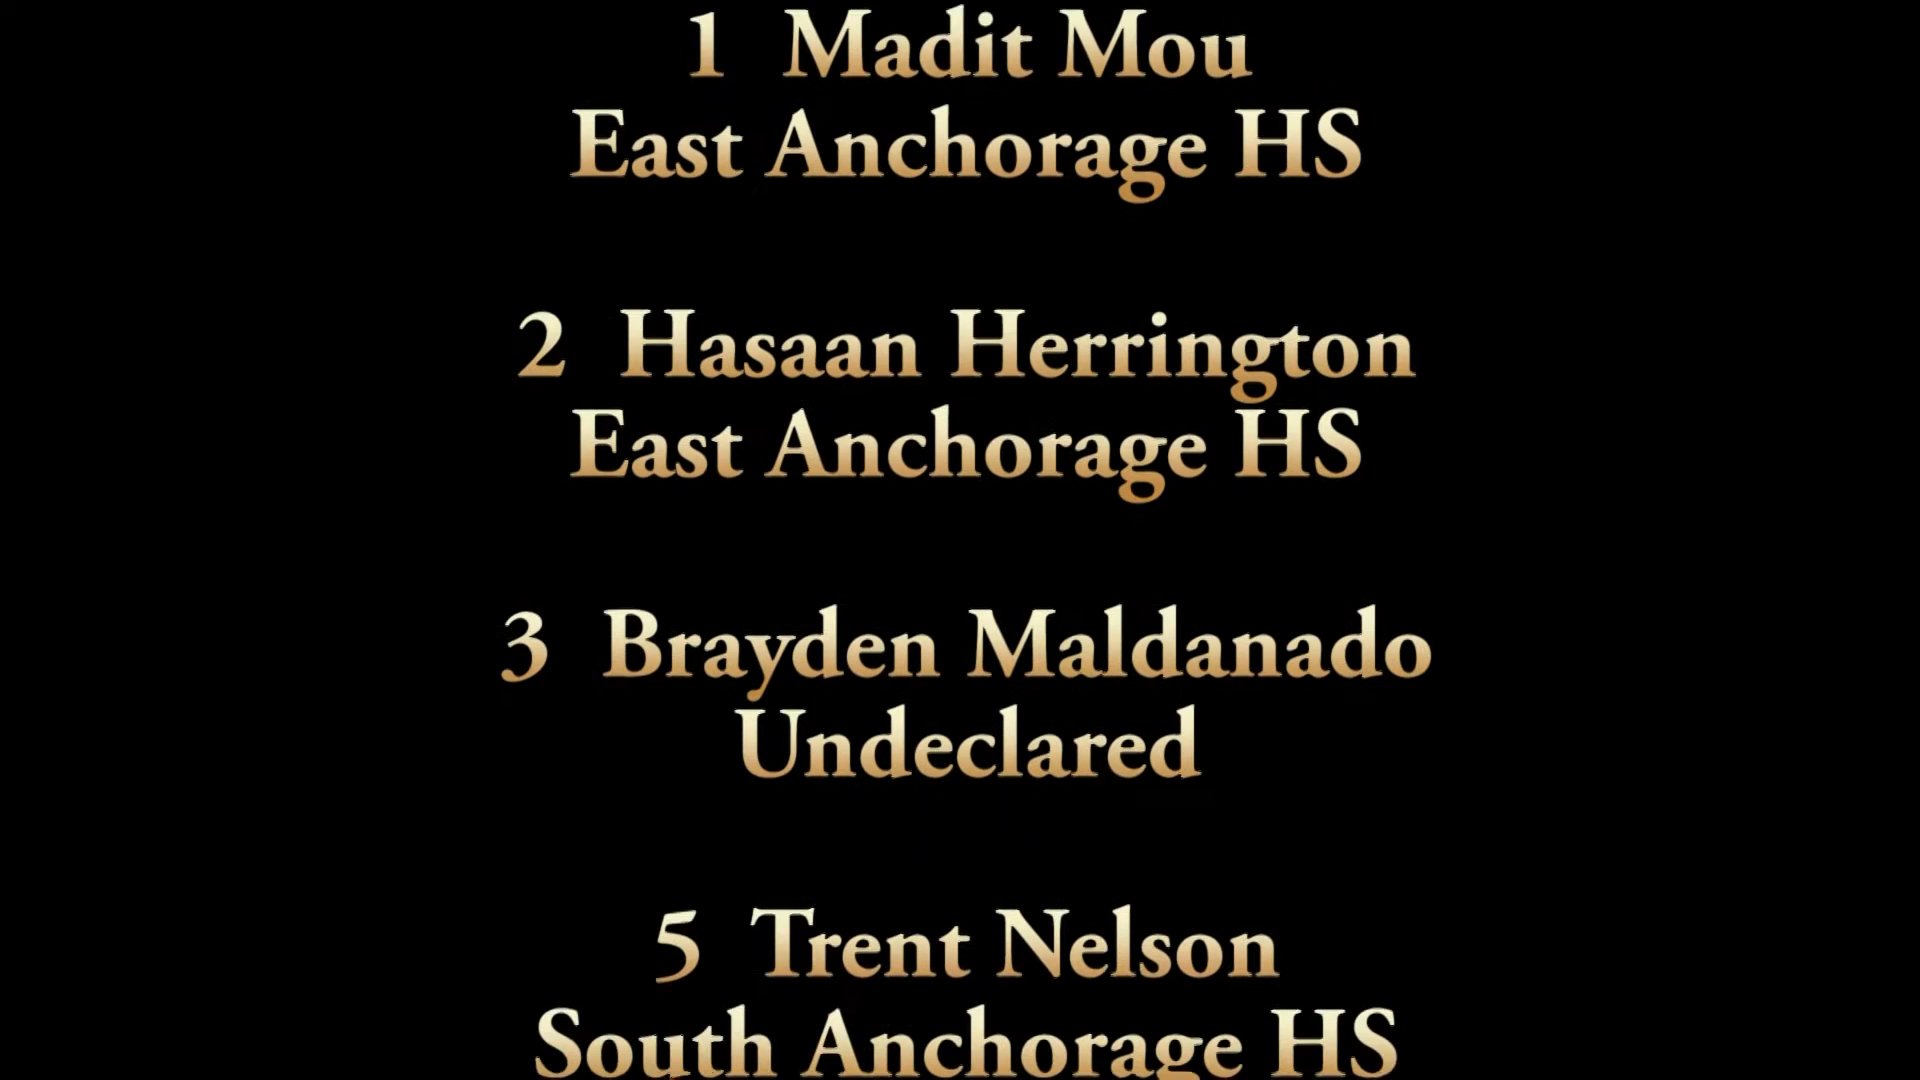 1 Madit Mou
East Anchorage HS
2 Hasaan Herrington
East Anchorage HS
3 Brayden Maldanado
Undeclared
5 Trent Nelson
South Anchorage HS